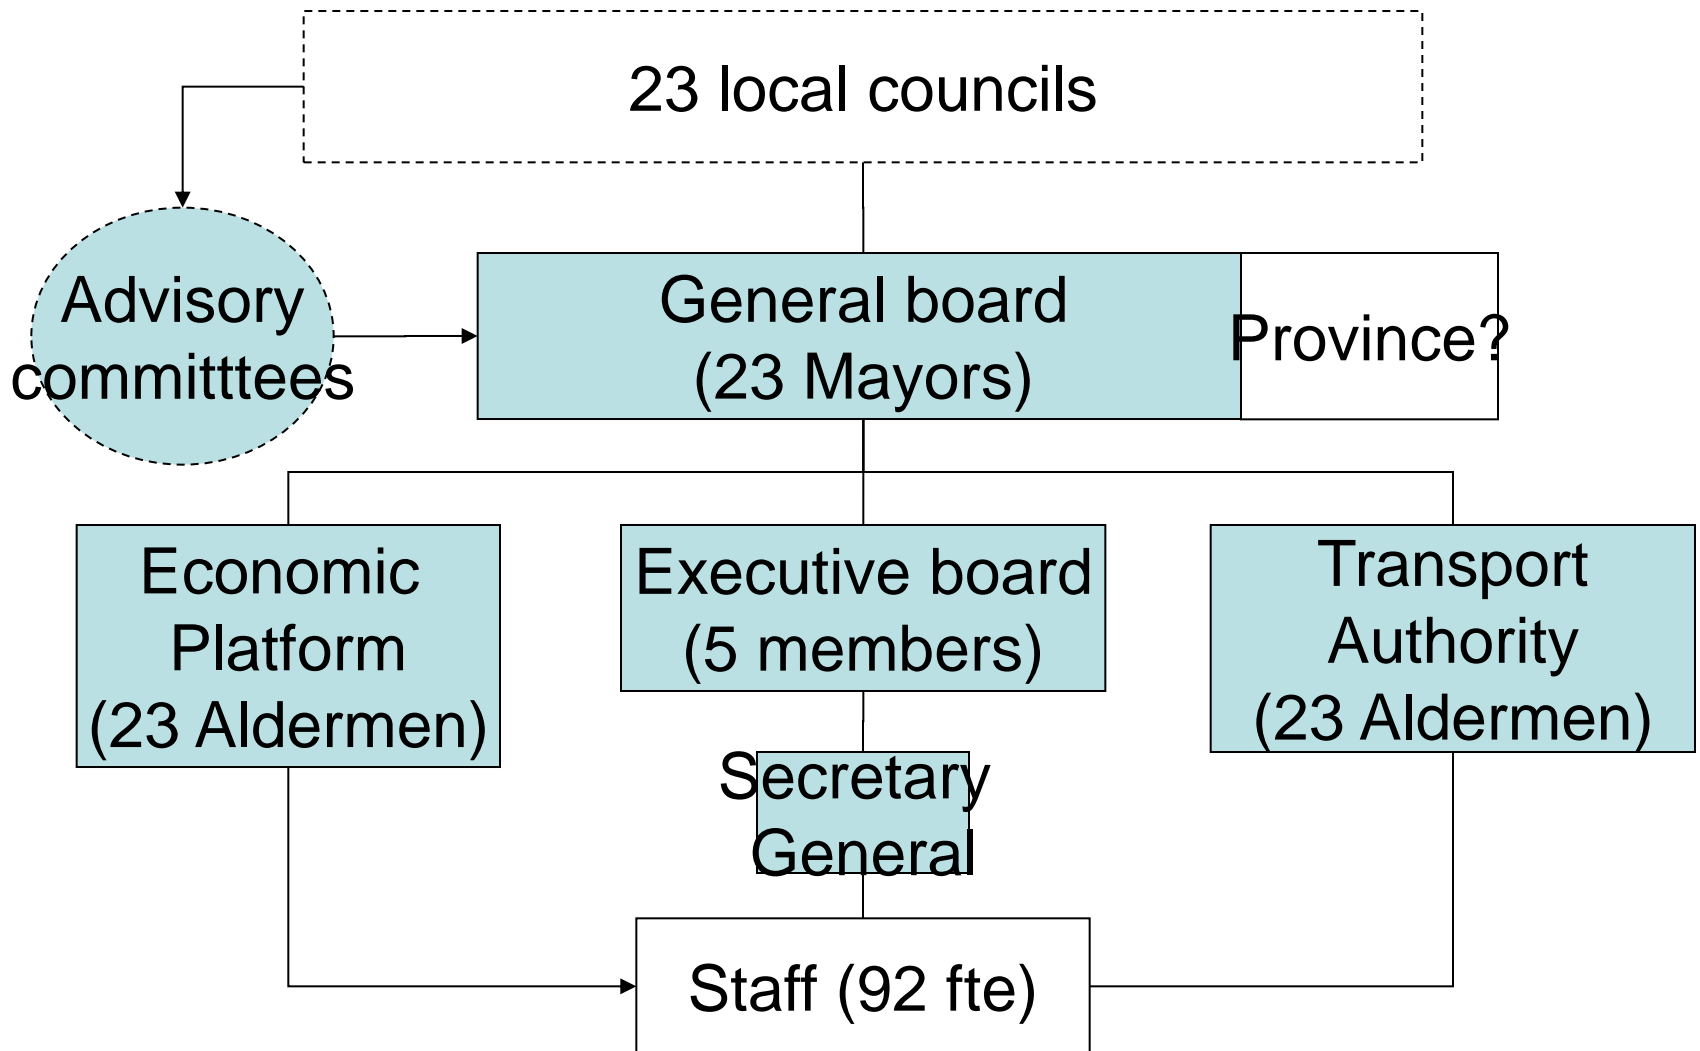 23 local councils
Advisory
committtees
General board
(23 Mayors)
Province?
Economic
Platform
(23 Aldermen)
Executive board
(5 members)
Transport
Authority
(23 Aldermen)
Secretary
General
Staff (92 fte)